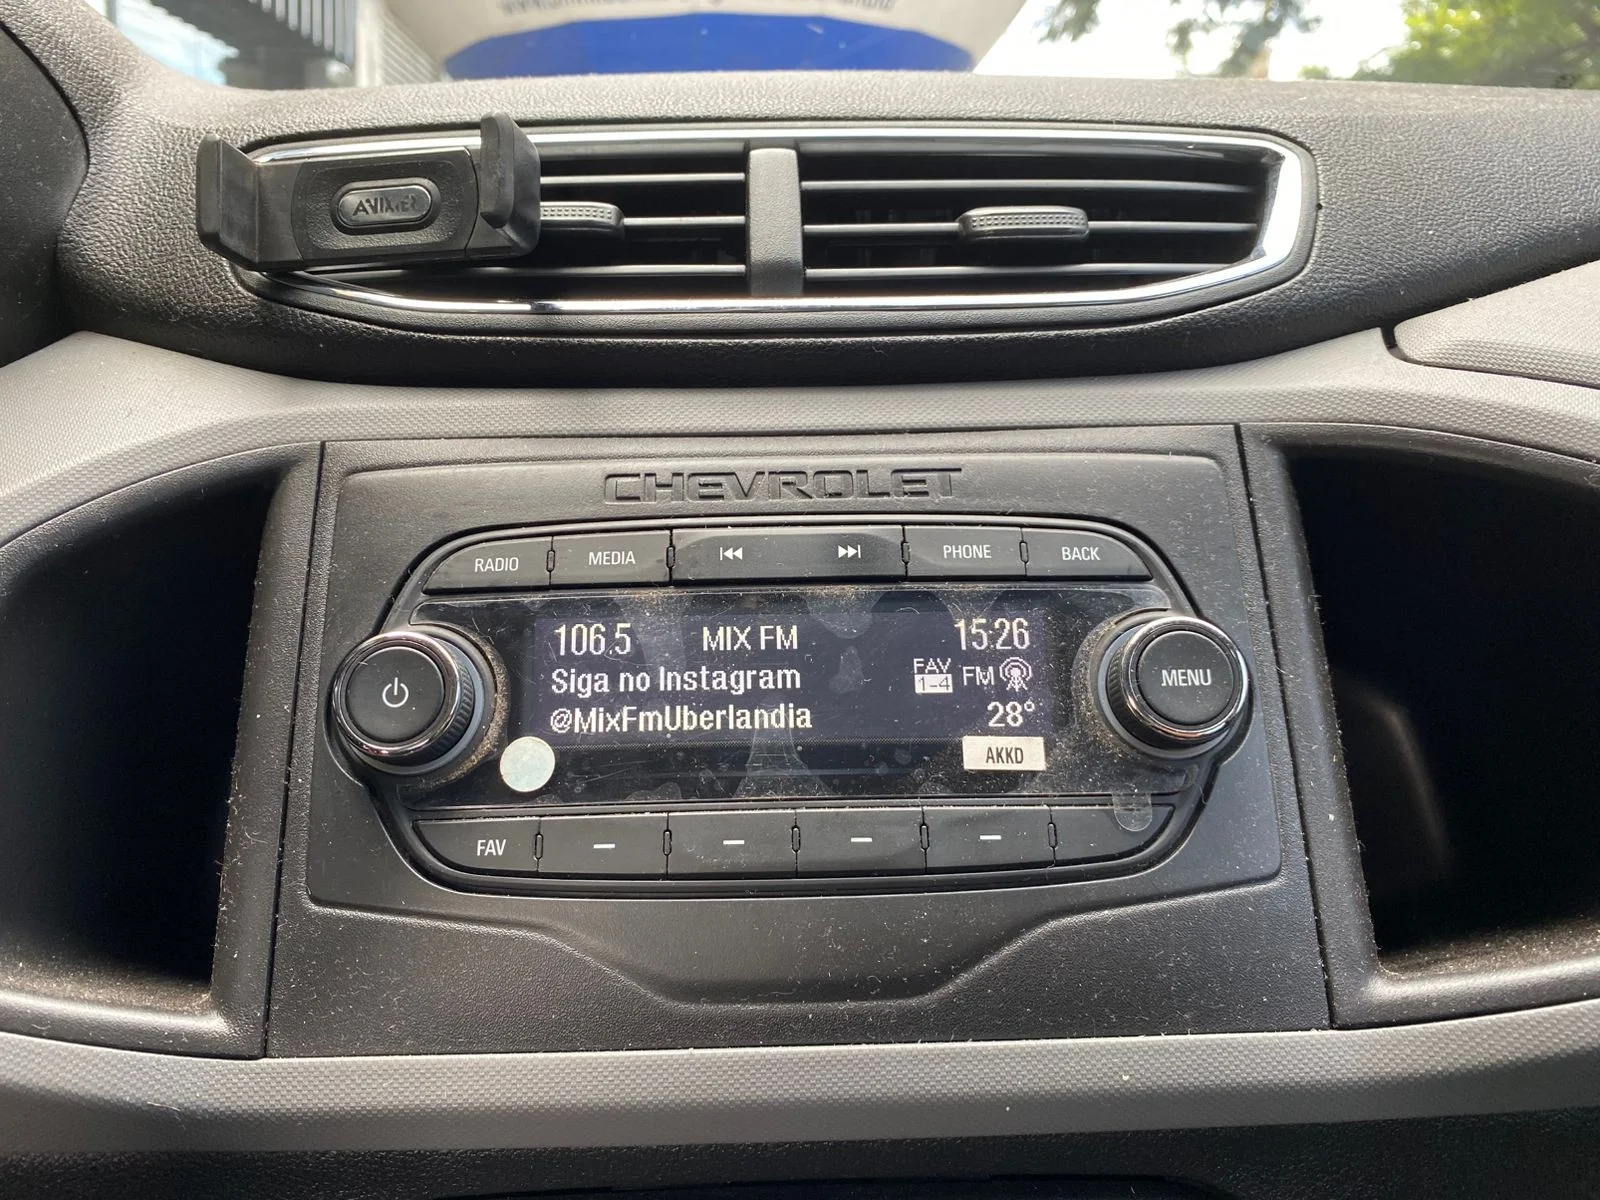 CHEVROLET
RADIO MEDIA PHONE BACK
106.5 MIX FM 15:26
Siga no Instagram FAV 1-4 FM
@MixFmUberlandia 28°
AKKD
MENU
FAV